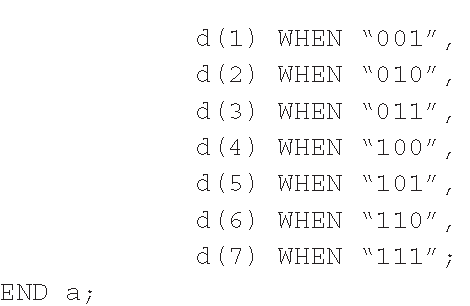 d(1) WHEN “001”,
d(2) WHEN “010”,
d(3) WHEN “011”,
d(4) WHEN “100”,
d(5) WHEN “101”,
d(6) WHEN “110”,
d(7) WHEN “111”;
END a;